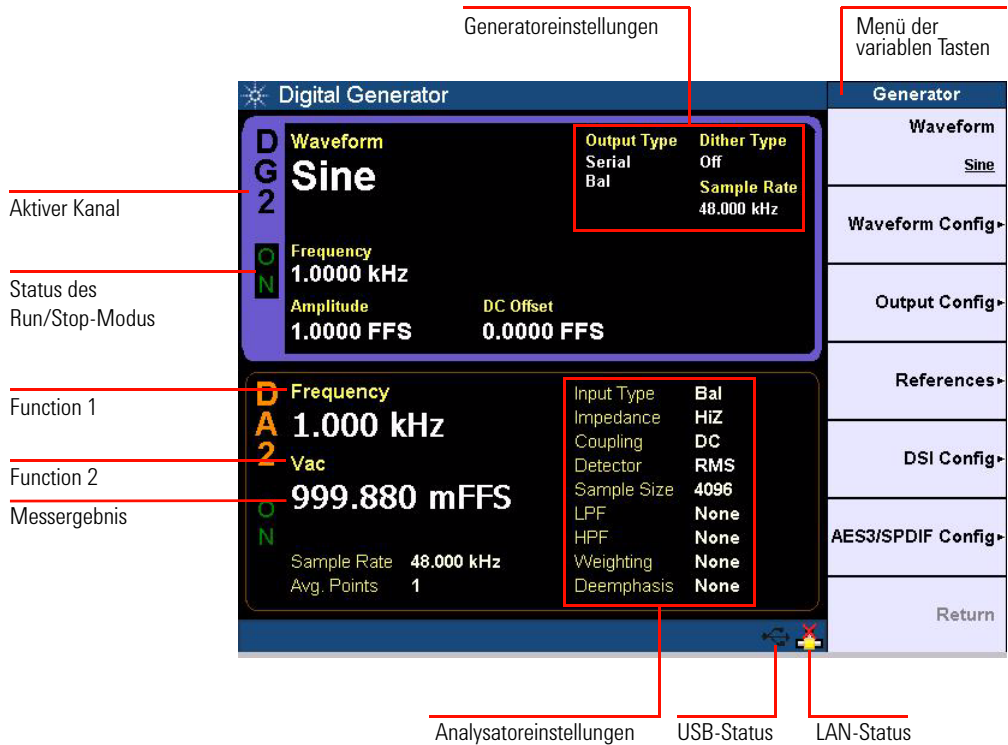 Generatoreinstellungen
Menü der
variablen Tasten
Digital Generator
Generator
DG2
ON
Waveform
Sine
Output Type
Serial
Bal
Dither Type
Off
Sample Rate
48.000 kHz
Frequency
1.0000 kHz
Amplitude
1.0000 FFS
DC Offset
0.0000 FFS
Waveform
Sine
Waveform Config
Output Config
References
DSI Config
AES3/SPDIF Config
Return
Aktiver Kanal
Status des
Run/Stop-Modus
Function 1
Function 2
Messergebnis
DA2
ON
Frequency
1.000 kHz
Vac
999.880 mFFS
Sample Rate 48.000 kHz
Avg. Points 1
Input Type Bal
Impedance HiZ
Coupling DC
Detector RMS
Sample Size 4096
LPF None
HPF None
Weighting None
Deemphasis None
Analysatoreinstellungen
USB-Status
LAN-Status